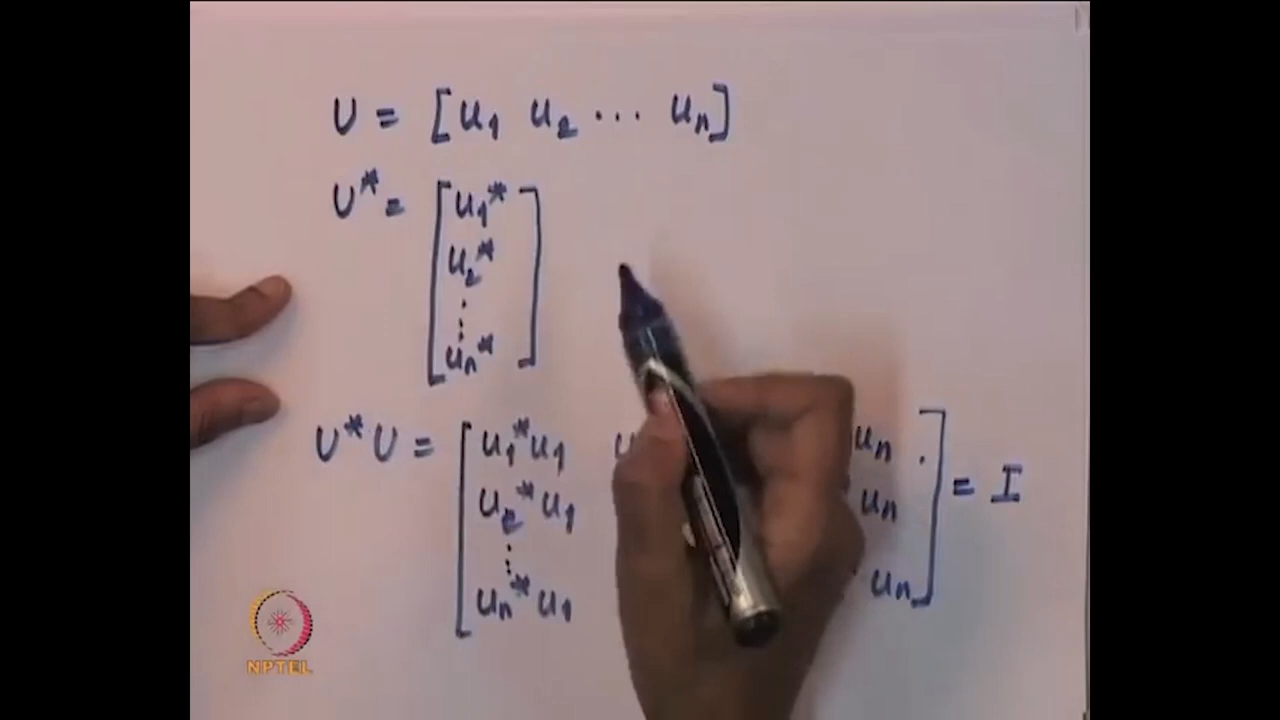 U = [u₁ u₂ ... uₙ]
U* = [u₁*
u₂*
⋮
uₙ*]
U*U = [u₁*u₁ uₙ . ] = I
u₂*u₁ uₙ
⋮
uₙ*u₁ uₙ
NPTEL